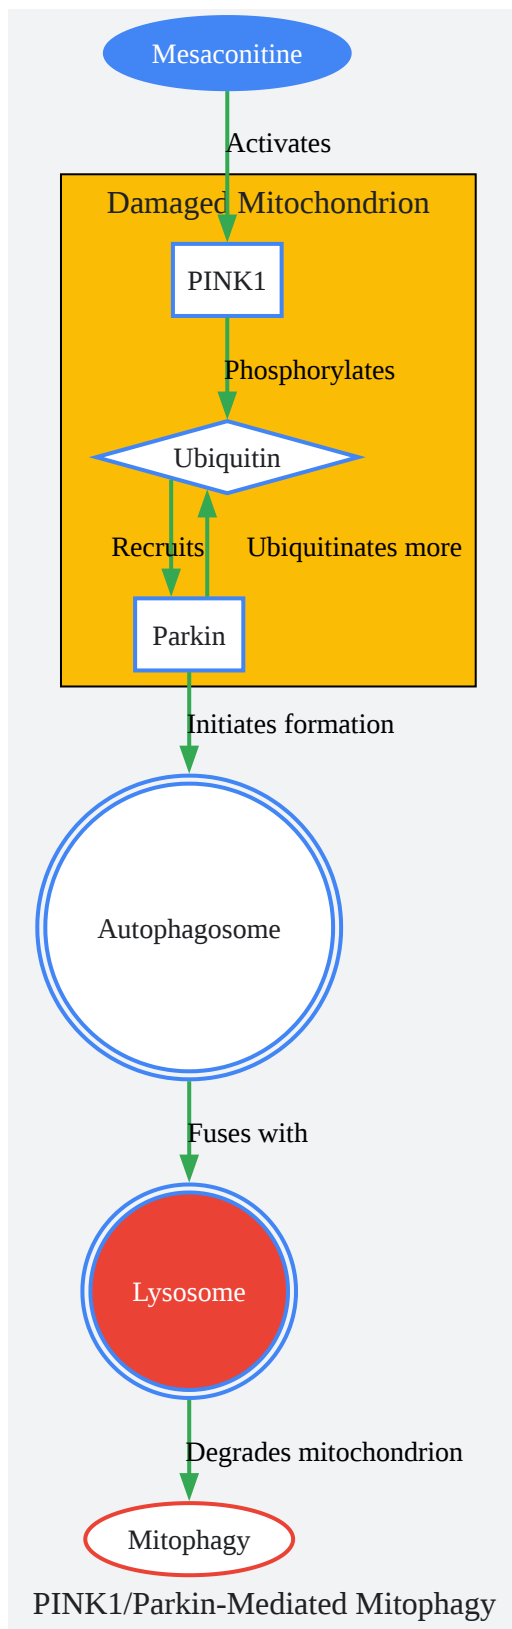 Mesaconitine
Activates
Damaged Mitochondrion
PINK1
Phosphorylates
Ubiquitin
Recruits
Ubiquitinates more
Parkin
Initiates formation
Autophagosome
Fuses with
Lysosome
Degrades mitochondrion
Mitophagy
PINK1/Parkin-Mediated Mitophagy